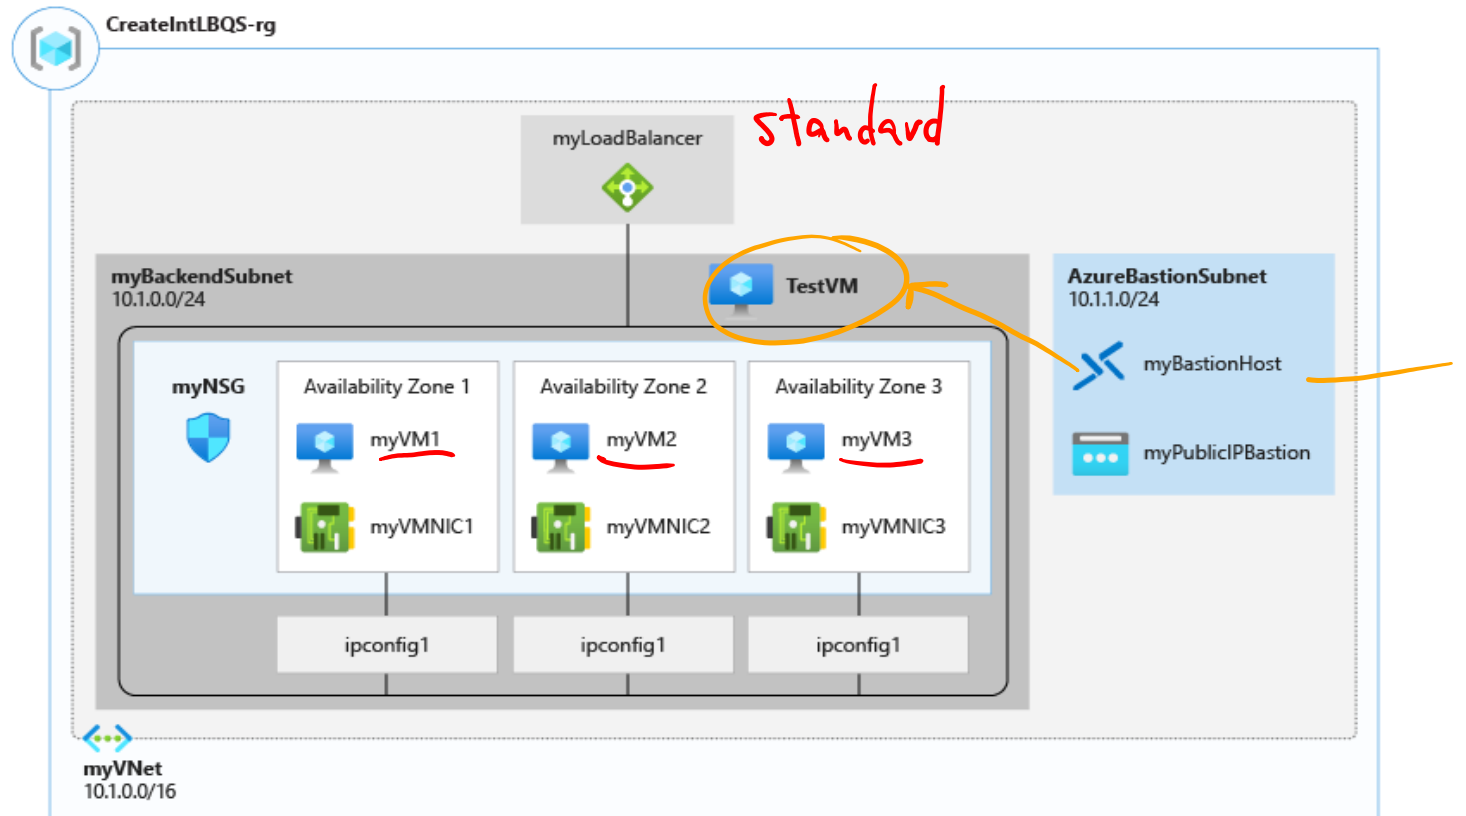 CreateIntLBQS-rg
myLoadBalancer
standard
myBackendSubnet
10.1.0.0/24
TestVM
AzureBastionSubnet
10.1.1.0/24
myBastionHost
myPublicIPBastion
myNSG
Availability Zone 1
myVM1
myVMNIC1
Availability Zone 2
myVM2
myVMNIC2
Availability Zone 3
myVM3
myVMNIC3
ipconfig1
ipconfig1
ipconfig1
myVNet
10.1.0.0/16